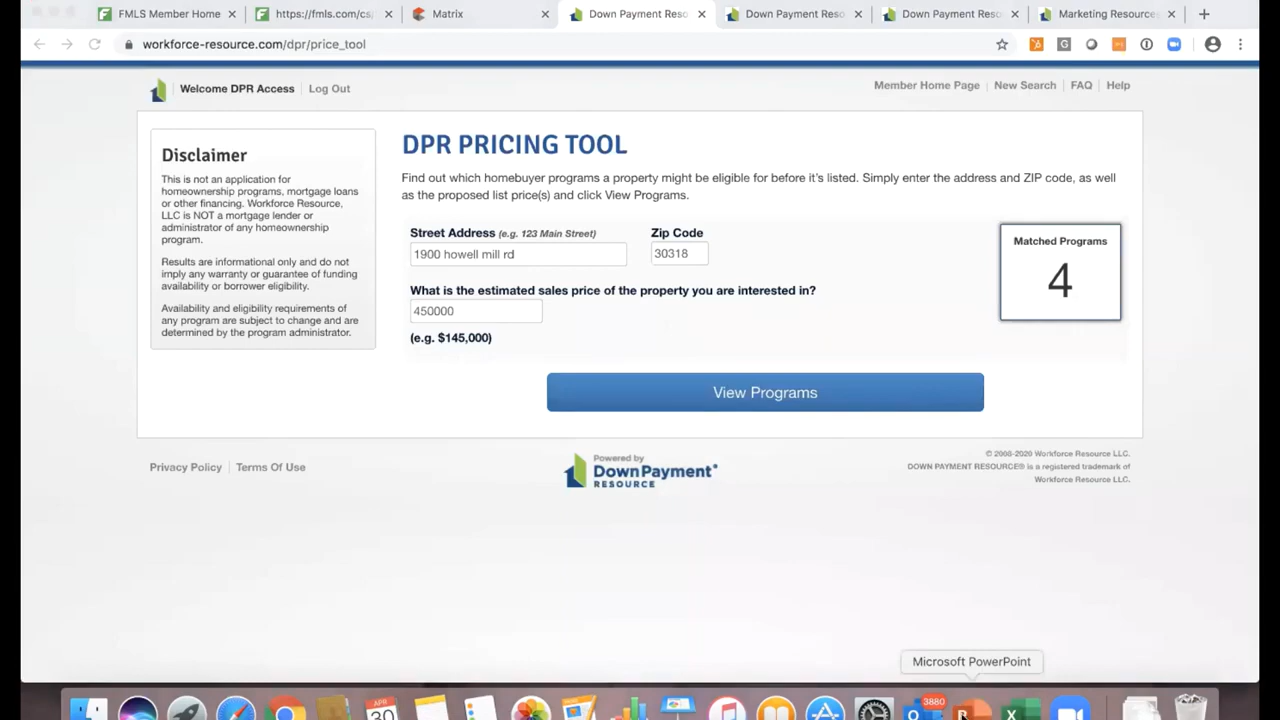 FMLS Member Home
https://fmls.com/cs/
Matrix
Down Payment Reso
Down Payment Reso
Down Payment Reso
Marketing Resources
workforce-resource.com/dpr/price_tool
Welcome DPR Access
Log Out
Member Home Page
New Search
FAQ
Help
Disclaimer
This is not an application for
homeownership programs, mortgage loans
or other financing. Workforce Resource,
LLC is NOT a mortgage lender or
administrator of any homeownership
program.
Results are informational only and do not
imply any warranty or guarantee of funding
availability or borrower eligibility.
Availability and eligibility requirements of
any program are subject to change and are
determined by the program administrator.
DPR PRICING TOOL
Find out which homebuyer programs a property might be eligible for before it's listed. Simply enter the address and ZIP code, as well
as the proposed list price(s) and click View Programs.
Street Address (e.g. 123 Main Street)
Zip Code
1900 howell mill rd
30318
What is the estimated sales price of the property you are interested in?
450000
(e.g. $145,000)
Matched Programs
4
View Programs
Privacy Policy
Terms Of Use
Powered by
DownPayment
RESOURCE
© 2008-2020 Workforce Resource LLC.
DOWN PAYMENT RESOURCE® is a registered trademark of
Workforce Resource LLC.
Microsoft PowerPoint
APR
30
3880